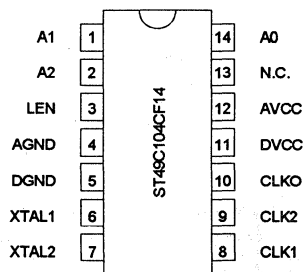 A1 1 14 A0
A2 2 13 N.C.
LEN 3 12 AVCC
AGND 4 11 DVCC
DGND 5 10 CLKO
XTAL1 6 9 CLK2
XTAL2 7 8 CLK1
ST49C104CF14